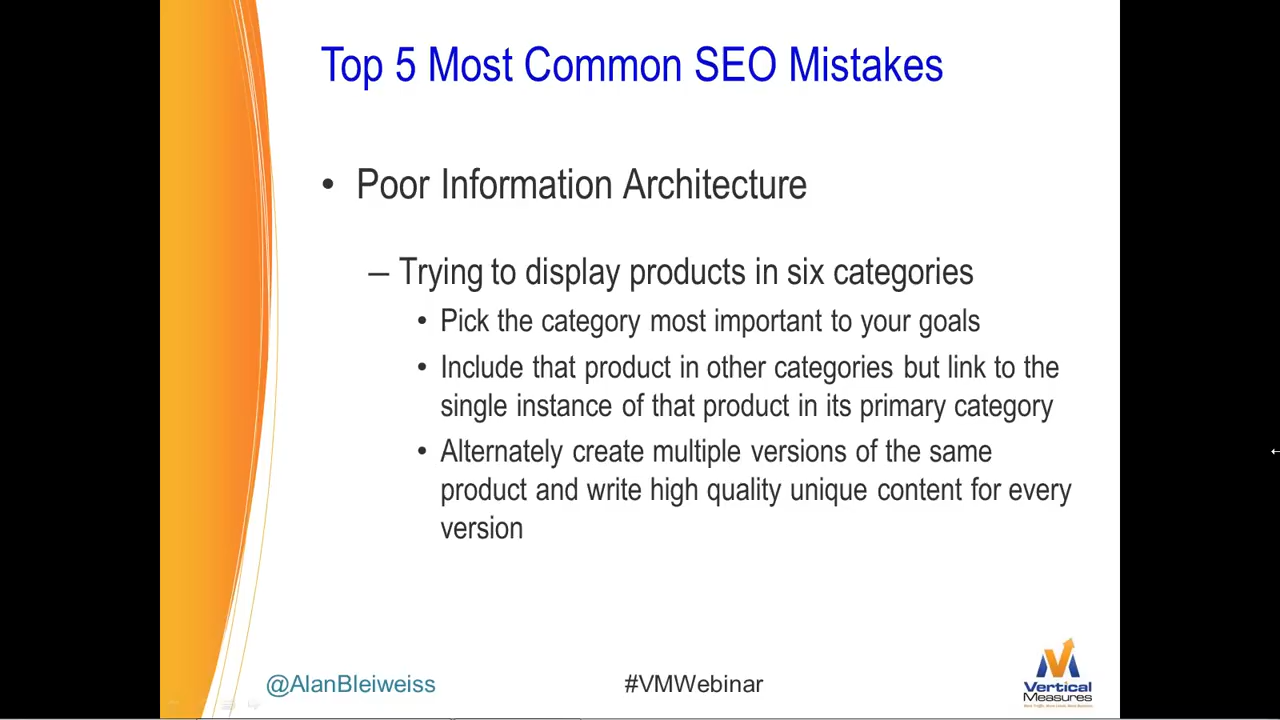 Top 5 Most Common SEO Mistakes
• Poor Information Architecture
– Trying to display products in six categories
• Pick the category most important to your goals
• Include that product in other categories but link to the
single instance of that product in its primary category
• Alternately create multiple versions of the same
product and write high quality unique content for every
version
@AlanBleiweiss
#VMWebinar
Vertical
Measures